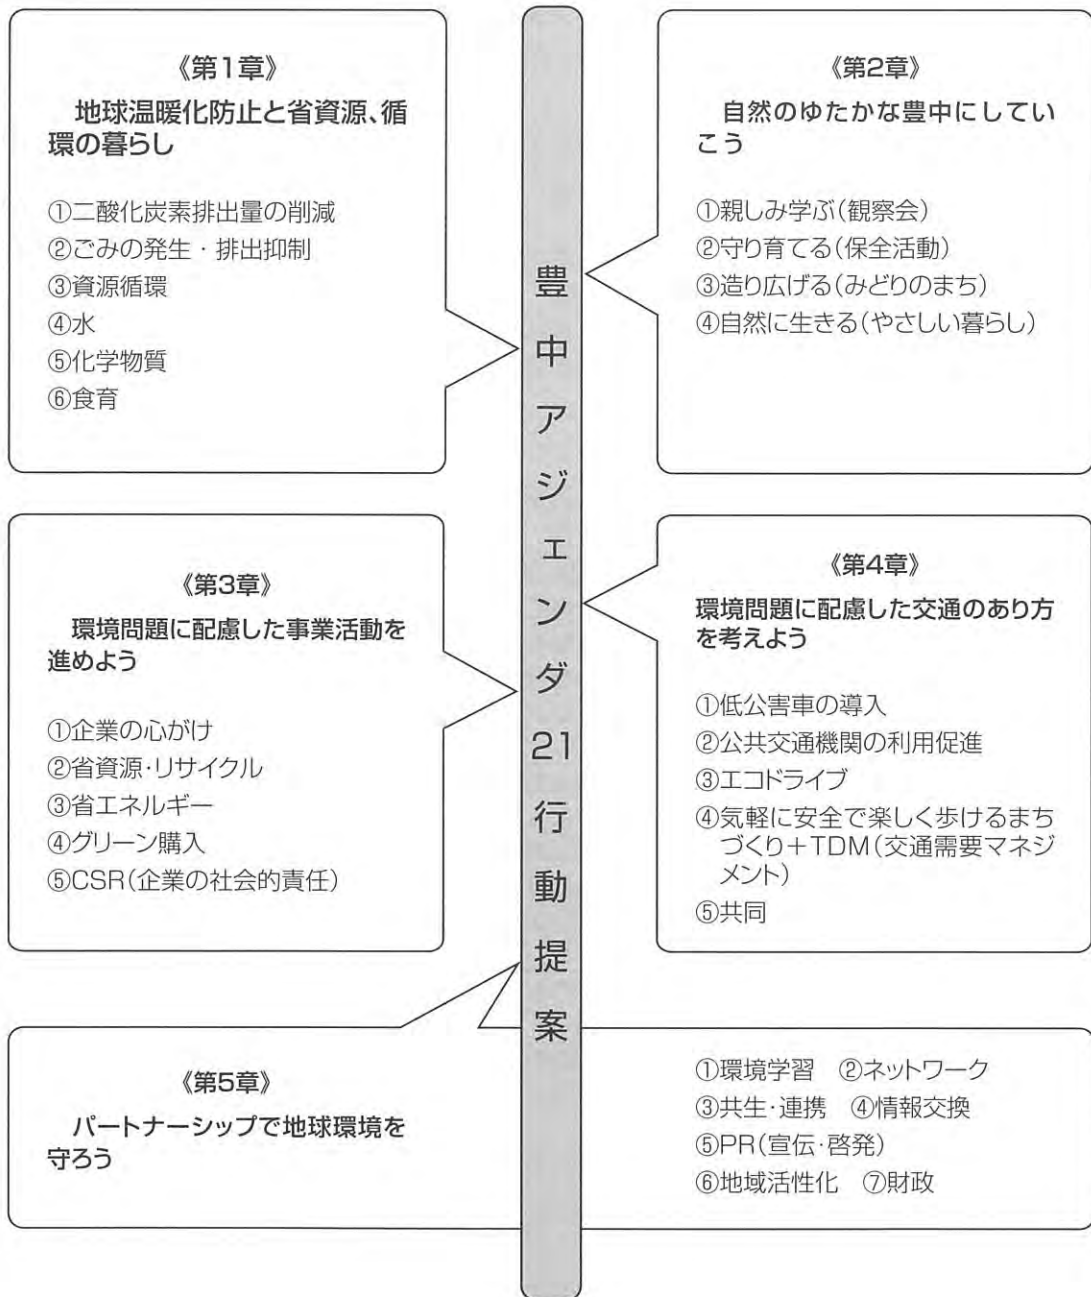 《第1章》
地球温暖化防止と省資源、循
環の暮らし
①二酸化炭素排出量の削減
②ごみの発生・排出抑制
③資源循環
④水
⑤化学物質
⑥食育
《第2章》
自然のゆたかな豊中にしてい
こう
①親しみ学ぶ(観察会)
②守り育てる(保全活動)
③造り広げる(みどりのまち)
④自然に生きる(やさしい暮らし)
豊中アジェンダ21行動提案
《第3章》
環境問題に配慮した事業活動を
進めよう
①企業の心がけ
②省資源・リサイクル
③省エネルギー
④グリーン購入
⑤CSR(企業の社会的責任)
《第4章》
環境問題に配慮した交通のあり方
を考えよう
①低公害車の導入
②公共交通機関の利用促進
③エコドライブ
④気軽に安全で楽しく歩けるまち
づくり＋TDM(交通需要マネジ
メント)
⑤共同
《第5章》
パートナーシップで地球環境を
守ろう
①環境学習　②ネットワーク
③共生・連携　④情報交換
⑤PR(宣伝・啓発)
⑥地域活性化　⑦財政